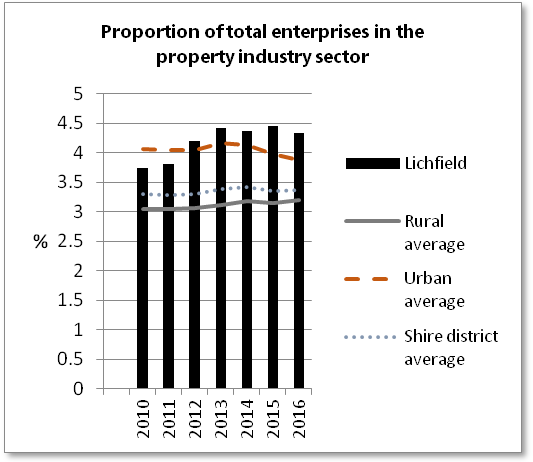 Proportion of total enterprises in the
property industry sector
5
4.5
4
3.5
3
2.5
2
1.5
1
0.5
0
%
2010
2011
2012
2013
2014
2015
2016
Lichfield
Rural
average
Urban
average
Shire district
average